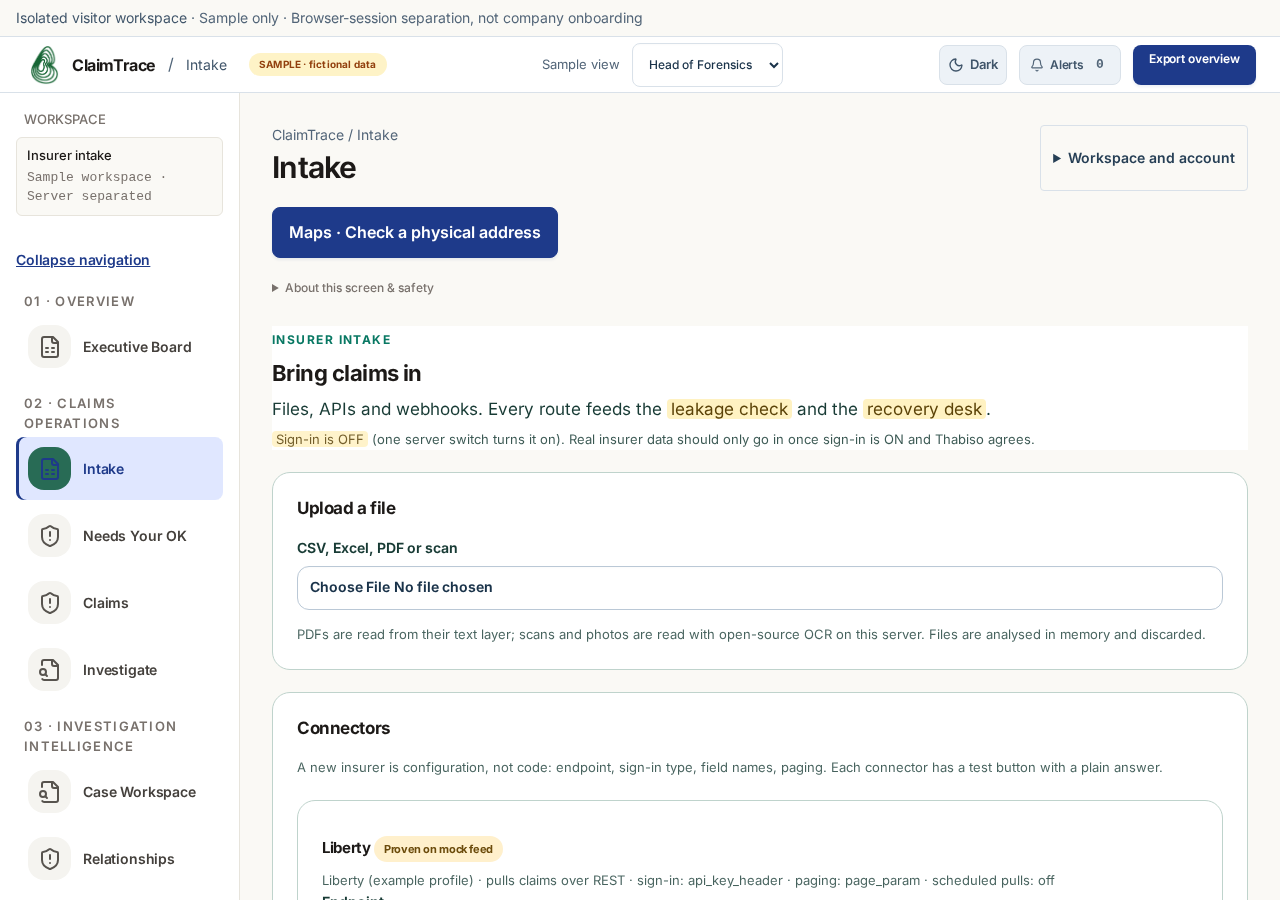 Isolated visitor workspace · Sample only · Browser-session separation, not company onboarding
ClaimTrace / Intake
SAMPLE · fictional data
Sample view
Head of Forensics
Dark
Alerts 0
Export overview
WORKSPACE
Insurer intake
Sample workspace ·
Server separated
Collapse navigation
01 · OVERVIEW
Executive Board
02 · CLAIMS
OPERATIONS
Intake
Needs Your OK
Claims
Investigate
03 · INVESTIGATION
INTELLIGENCE
Case Workspace
Relationships
ClaimTrace / Intake
Intake
Workspace and account
Maps · Check a physical address
About this screen & safety
INSURER INTAKE
Bring claims in
Files, APIs and webhooks. Every route feeds the leakage check and the recovery desk.
Sign-in is OFF (one server switch turns it on). Real insurer data should only go in once sign-in is ON and Thabiso agrees.
Upload a file
CSV, Excel, PDF or scan
Choose File No file chosen
PDFs are read from their text layer; scans and photos are read with open-source OCR on this server. Files are analysed in memory and discarded.
Connectors
A new insurer is configuration, not code: endpoint, sign-in type, field names, paging. Each connector has a test button with a plain answer.
Liberty Proven on mock feed
Liberty (example profile) · pulls claims over REST · sign-in: api_key_header · paging: page_param · scheduled pulls: off
Endpoint